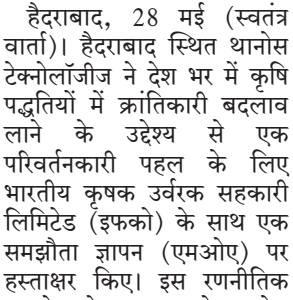 हैदराबाद, 28 मई (स्वतंत्र
वार्ता)। हैदराबाद स्थित थानोस
टेक्नोलॉजीज ने देश भर में कृषि
पद्धतियों में क्रांतिकारी बदलाव
लाने के उद्देश्य से एक
परिवर्तनकारी पहल के लिए
भारतीय कृषक उर्वरक सहकारी
लिमिटेड (इफको) के साथ एक
समझौता ज्ञापन (एमओए) पर
हस्ताक्षर किए। इस रणनीतिक